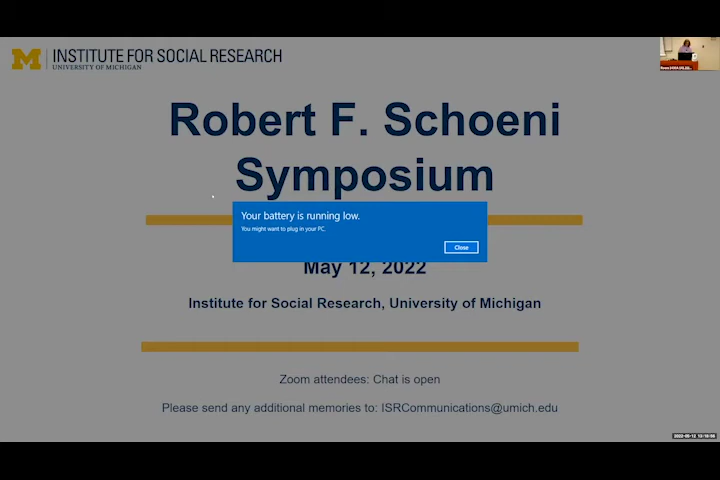 INSTITUTE FOR SOCIAL RESEARCH
UNIVERSITY OF MICHIGAN
Robert F. Schoeni
Symposium
Your battery is running low.
You might want to plug in your PC.
Close
May 12, 2022
Institute for Social Research, University of Michigan
Zoom attendees: Chat is open
Please send any additional memories to: ISRCommunications@umich.edu